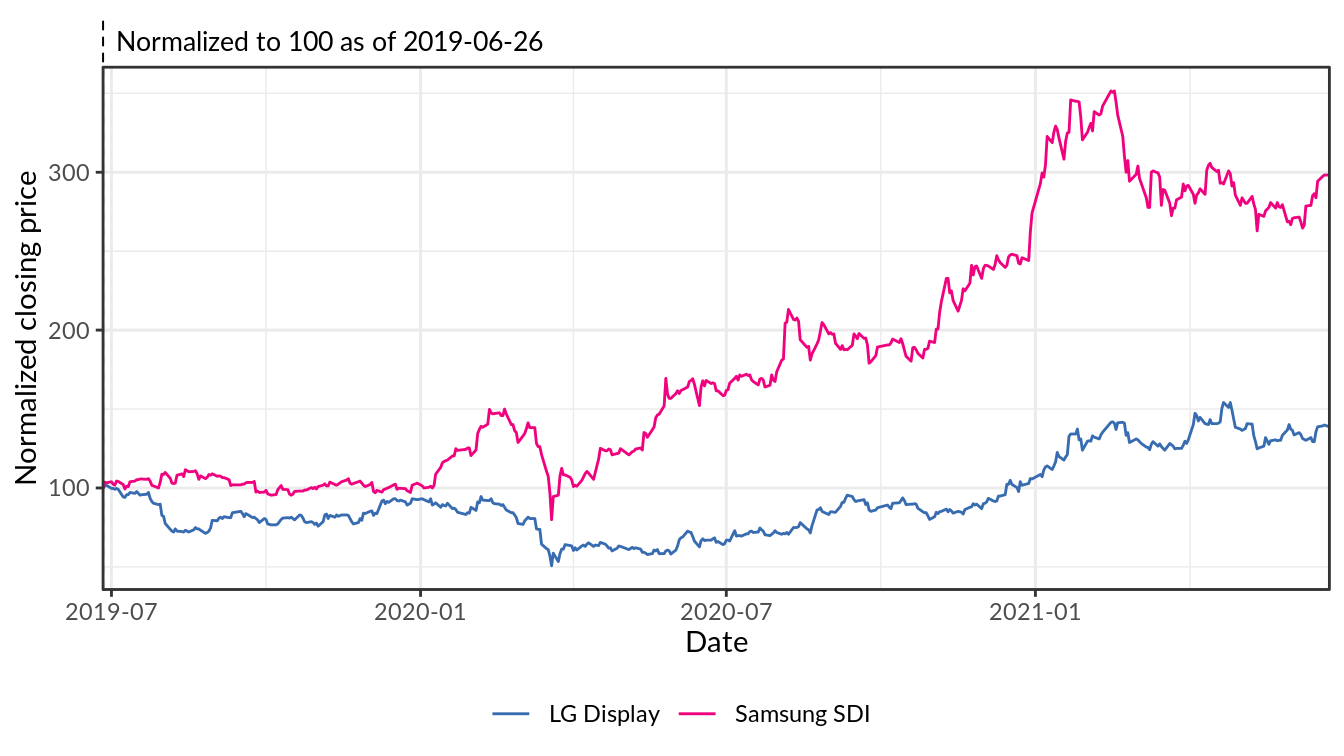 Normalized to 100 as of 2019-06-26
Normalized closing price
300
200
100
2019-07
2020-01
2020-07
2021-01
Date
LG Display
Samsung SDI